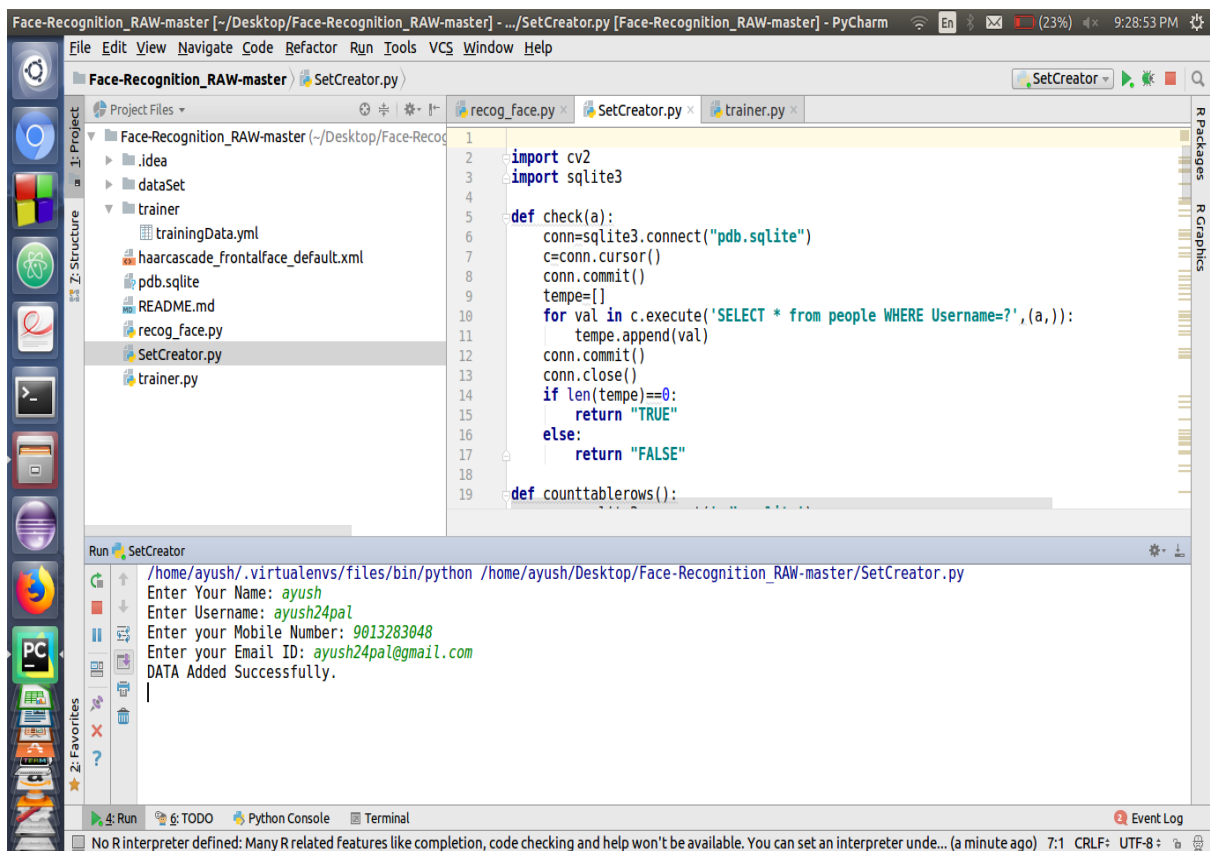 Face-Recognition_RAW-master [~/Desktop/Face-Recognition_RAW-master] - .../SetCreator.py [Face-Recognition_RAW-master] - PyCharm En (23%) 9:28:53 PM
File Edit View Navigate Code Refactor Run Tools VCS Window Help
Face-Recognition_RAW-master SetCreator.py SetCreator
Project Files recog_face.py SetCreator.py trainer.py
1: Project
Z: Structure
2: Favorites
R Packages
R Graphics
Face-Recognition_RAW-master (~/Desktop/Face-Recog
.idea
dataSet
trainer
trainingData.yml
haarcascade_frontalface_default.xml
pdb.sqlite
README.md
recog_face.py
SetCreator.py
trainer.py
1
2 import cv2
3 import sqlite3
4
5 def check(a):
6 conn=sqlite3.connect("pdb.sqlite")
7 c=conn.cursor()
8 conn.commit()
9 tempe=[]
10 for val in c.execute('SELECT * from people WHERE Username=?',(a,)):
11 tempe.append(val)
12 conn.commit()
13 conn.close()
14 if len(tempe)==0:
15 return "TRUE"
16 else:
17 return "FALSE"
18
19 def counttablerows():
Run SetCreator
/home/ayush/.virtualenvs/files/bin/python /home/ayush/Desktop/Face-Recognition_RAW-master/SetCreator.py
Enter Your Name: ayush
Enter Username: ayush24pal
Enter your Mobile Number: 9013283048
Enter your Email ID: ayush24pal@gmail.com
DATA Added Successfully.
4: Run 6: TODO Python Console Terminal 2 Event Log
No R interpreter defined: Many R related features like completion, code checking and help won't be available. You can set an interpreter unde... (a minute ago) 7:1 CRLF UTF-8